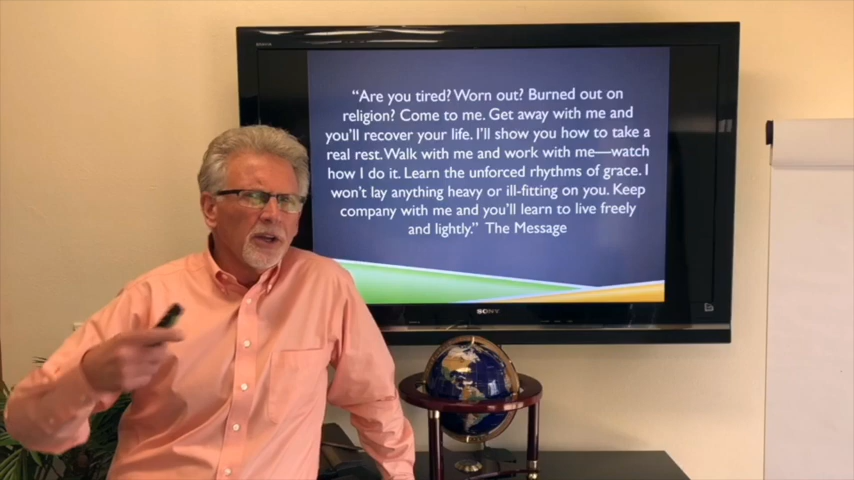 “Are you tired? Worn out? Burned out on
religion? Come to me. Get away with me and
you’ll recover your life. I’ll show you how to take a
real rest. Walk with me and work with me—watch
how I do it. Learn the unforced rhythms of grace. I
won’t lay anything heavy or ill-fitting on you. Keep
company with me and you’ll learn to live freely
and lightly.” The Message
SONY